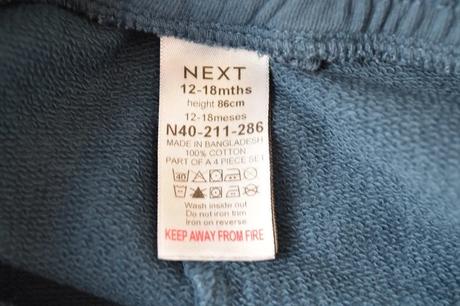 NEXT
12-18mths
height 86cm
12-18meses
N40-211-286
MADE IN BANGLADESH
100% COTTON
PART OF A 4 PIECE SET
40
Wash inside out
Do not iron trim
Iron on reverse
KEEP AWAY FROM FIRE